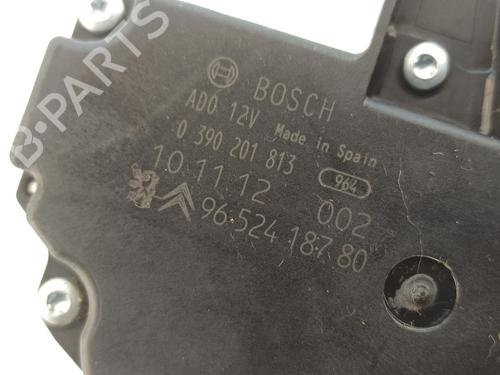 BOSCH
ADO 12V Made in Spain
0 390 201 813 964
10.11.12 002
96.524 187 80
B-PARTS